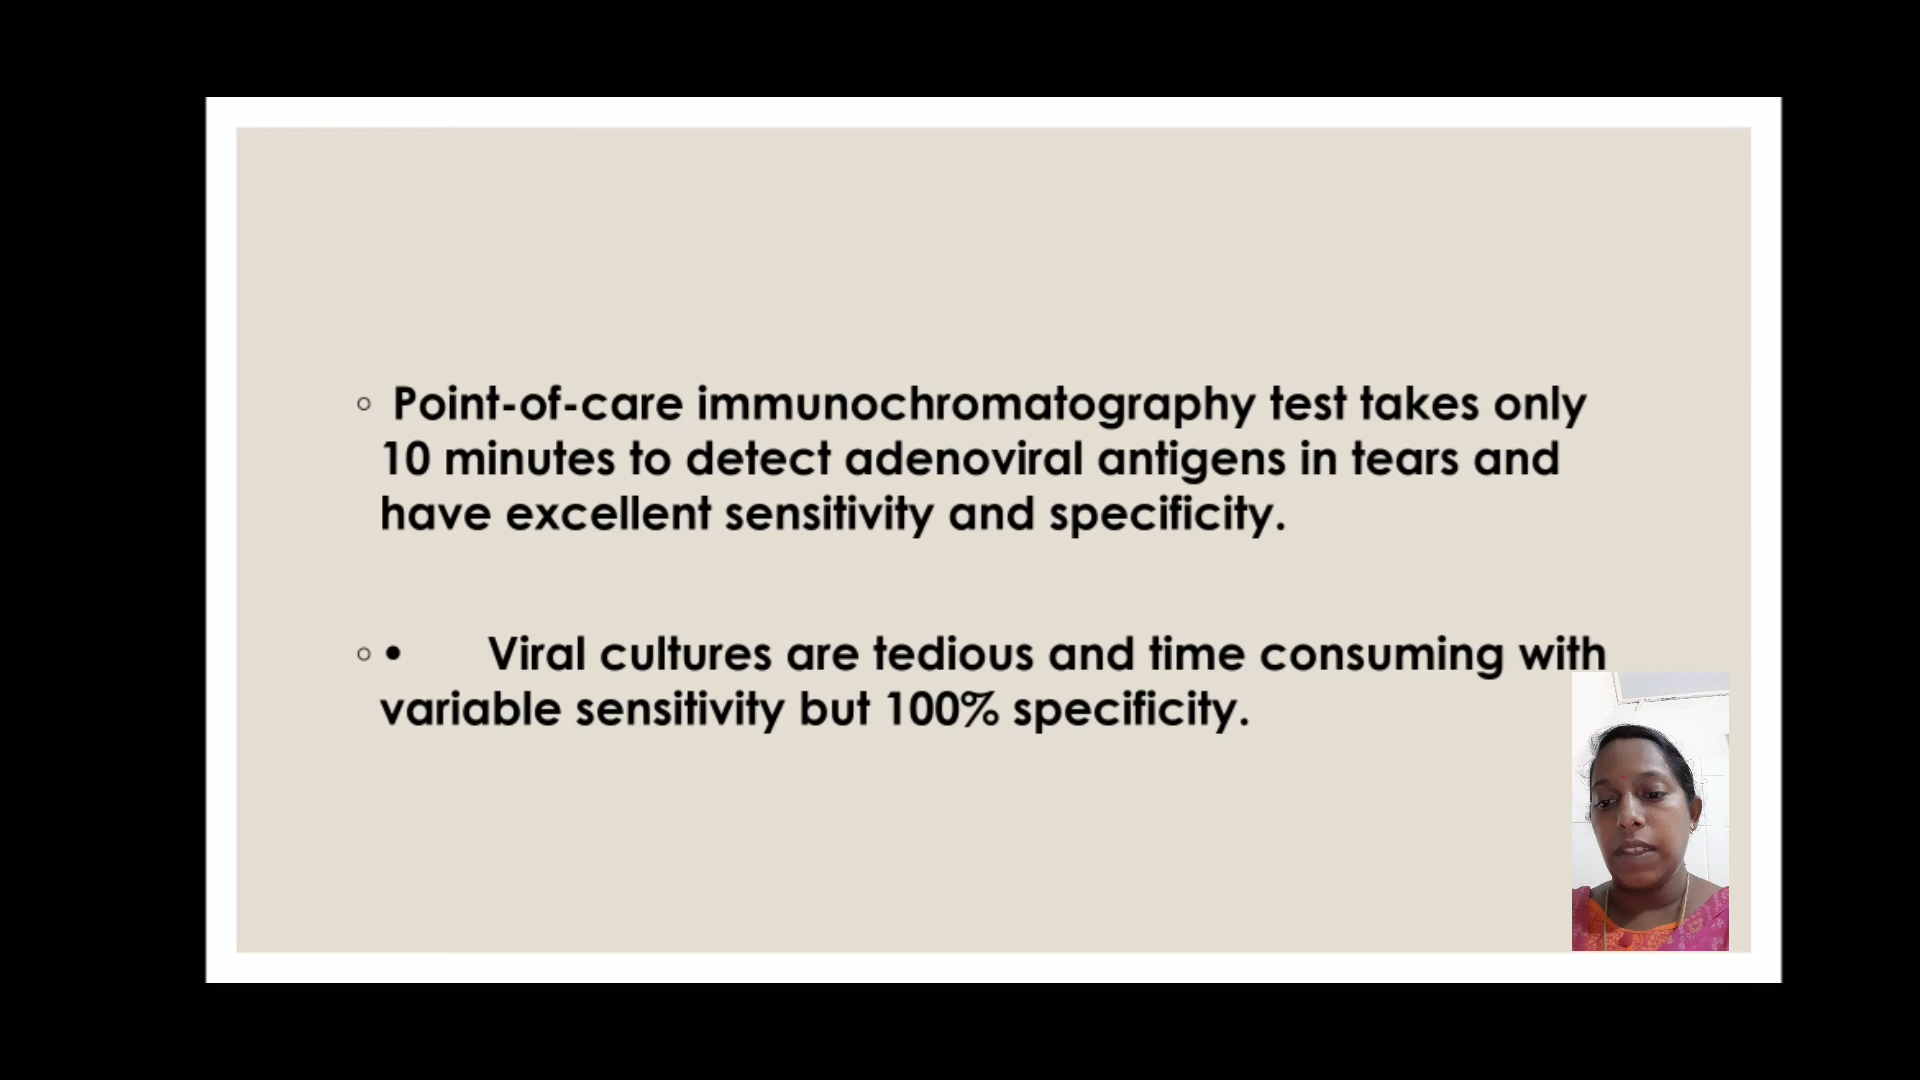 ◦ Point-of-care immunochromatography test takes only
10 minutes to detect adenoviral antigens in tears and
have excellent sensitivity and specificity.
◦ • Viral cultures are tedious and time consuming with
variable sensitivity but 100% specificity.